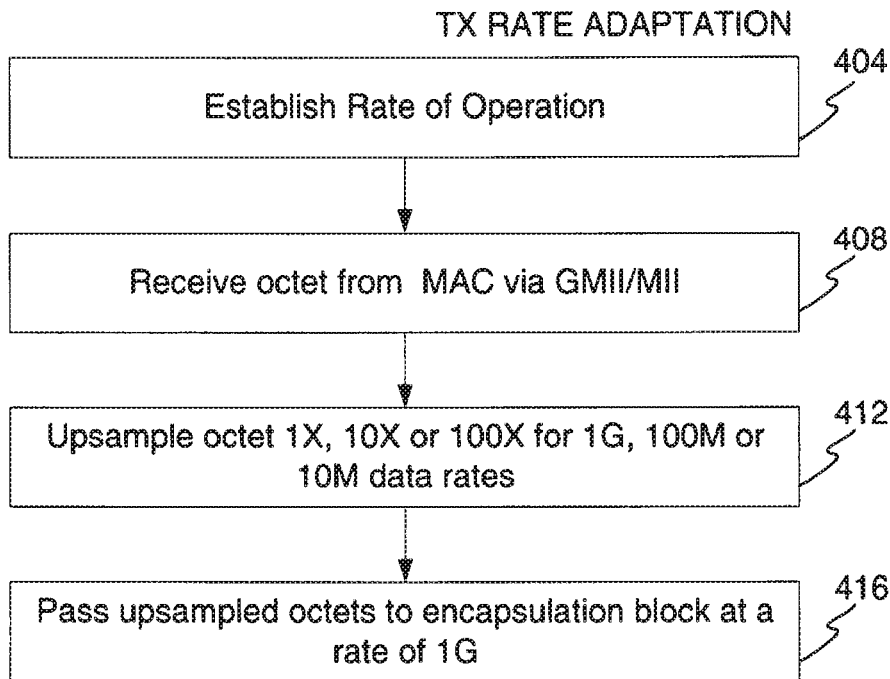 TX RATE ADAPTATION
404
Establish Rate of Operation
408
Receive octet from MAC via GMII/MII
412
Upsample octet 1X, 10X or 100X for 1G, 100M or
10M data rates
416
Pass upsampled octets to encapsulation block at a
rate of 1G